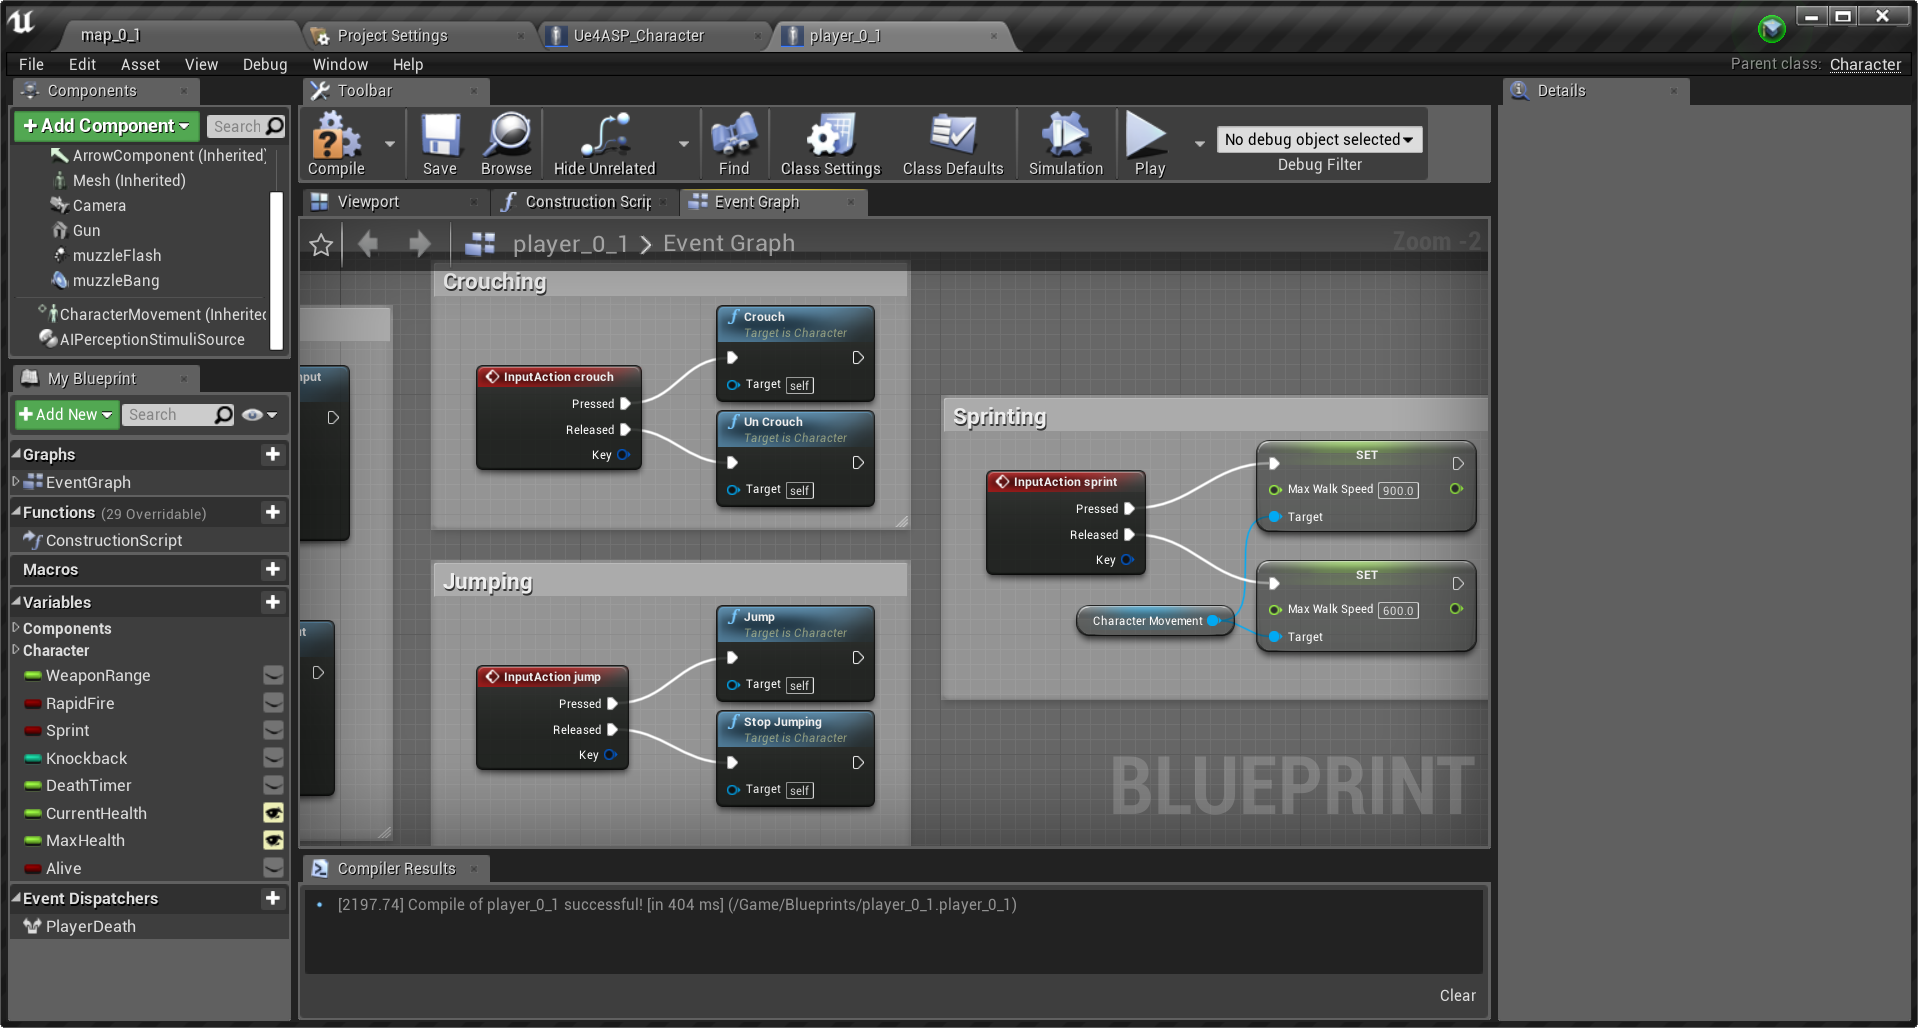 map_0_1
Project Settings
Ue4ASP_Character
player_0_1
File Edit Asset View Debug Window Help
Parent class: Character
Components
Toolbar
Details
Add Component
Search
ArrowComponent (Inherited)
Mesh (Inherited)
Camera
Gun
muzzleFlash
muzzleBang
CharacterMovement (Inherited
AIPerceptionStimuliSource
Compile
Save
Browse
Hide Unrelated
Find
Class Settings
Class Defaults
Simulation
Play
No debug object selected
Debug Filter
Viewport
Construction Scrip
Event Graph
player_0_1 > Event Graph
Zoom -2
My Blueprint
Add New
Search
Graphs
EventGraph
Functions (29 Overridable)
ConstructionScript
Macros
Variables
Components
Character
WeaponRange
RapidFire
Sprint
Knockback
DeathTimer
CurrentHealth
MaxHealth
Alive
Event Dispatchers
PlayerDeath
nput
t
Crouching
InputAction crouch
Pressed
Released
Key
Crouch
Target is Character
Target self
Un Crouch
Target is Character
Target self
Jumping
InputAction jump
Pressed
Released
Key
Jump
Target is Character
Target self
Stop Jumping
Target is Character
Target self
Sprinting
InputAction sprint
Pressed
Released
Key
Character Movement
SET
Max Walk Speed 900.0
Target
SET
Max Walk Speed 600.0
Target
BLUEPRINT
Compiler Results
[2197.74] Compile of player_0_1 successful! [in 404 ms] (/Game/Blueprints/player_0_1.player_0_1)
Clear